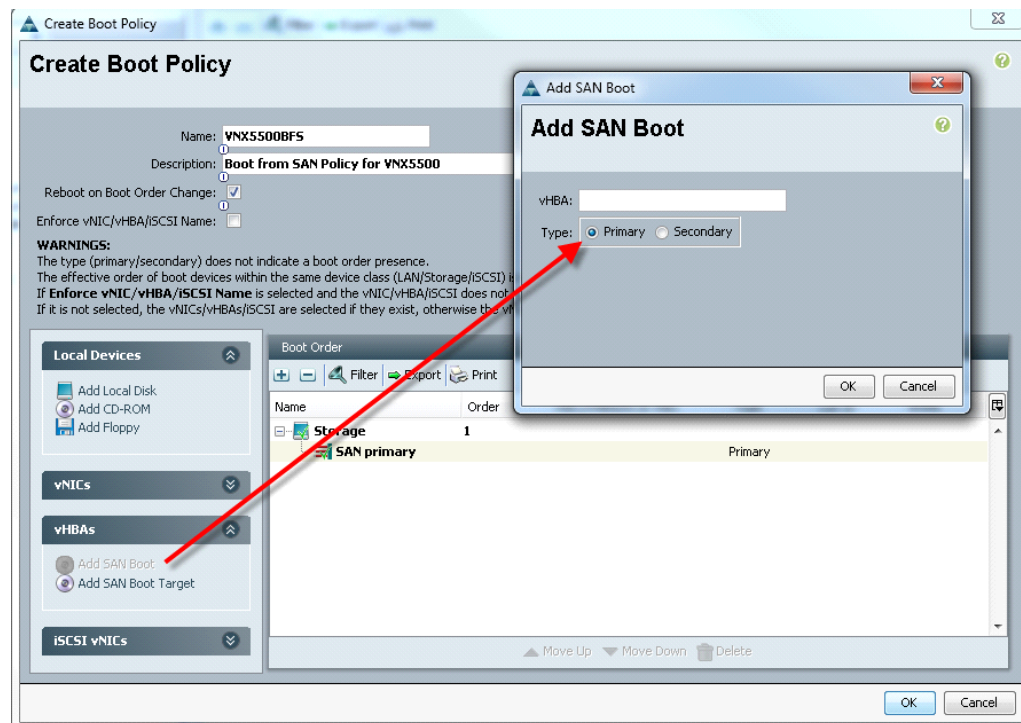 Create Boot Policy
Create Boot Policy
Name: VNX5500BFS
Description: Boot from SAN Policy for VNX5500
Reboot on Boot Order Change:
Enforce vNIC/vHBA/iSCSI Name:
WARNINGS:
The type (primary/secondary) does not indicate a boot order presence.
The effective order of boot devices within the same device class (LAN/Storage/iSCSI) i
If Enforce vNIC/vHBA/iSCSI Name is selected and the vNIC/vHBA/iSCSI does not
If it is not selected, the vNICs/vHBAs/iSCSI are selected if they exist, otherwise the vN
Local Devices
Add Local Disk
Add CD-ROM
Add Floppy
vNICs
vHBAs
Add SAN Boot
Add SAN Boot Target
iSCSI vNICs
Boot Order
Filter Export Print
Name Order
Storage 1
SAN primary Primary
Move Up Move Down Delete
OK Cancel
Add SAN Boot
Add SAN Boot
vHBA:
Type: Primary Secondary
OK Cancel